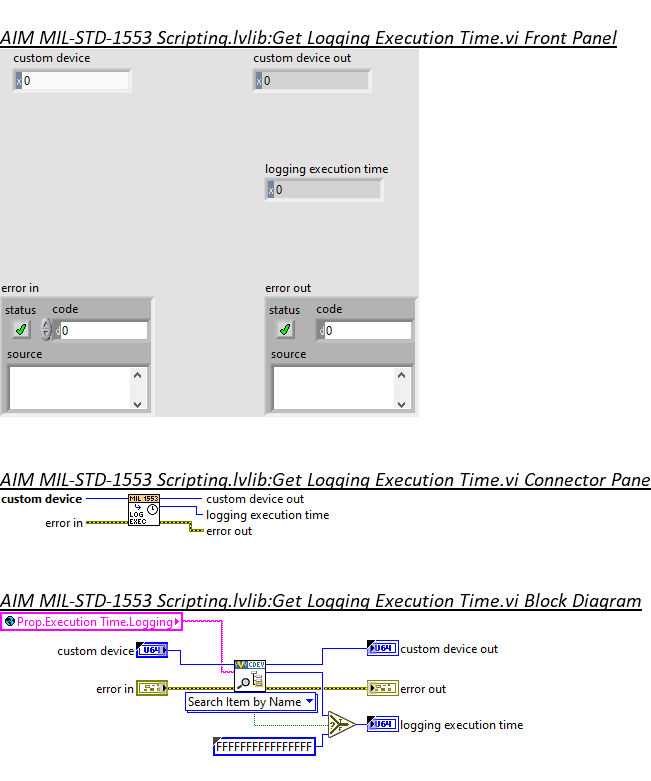 AIM MIL-STD-1553 Scripting.lvlib:Get Logging Execution Time.vi Front Panel
custom device
custom device out
x 0
x 0
logging execution time
x 0
error in
error out
status code
status code
d 0
d 0
source
source
AIM MIL-STD-1553 Scripting.lvlib:Get Logging Execution Time.vi Connector Pane
custom device
MIL 1553
LOG
EXEC
custom device out
logging execution time
error in
error out
AIM MIL-STD-1553 Scripting.lvlib:Get Logging Execution Time.vi Block Diagram
Prop.Execution Time.Logging
custom device
U64
U64
custom device out
CDEV
error in
error out
Search Item by Name
U64
logging execution time
FFFFFFFFFFFFFFFF